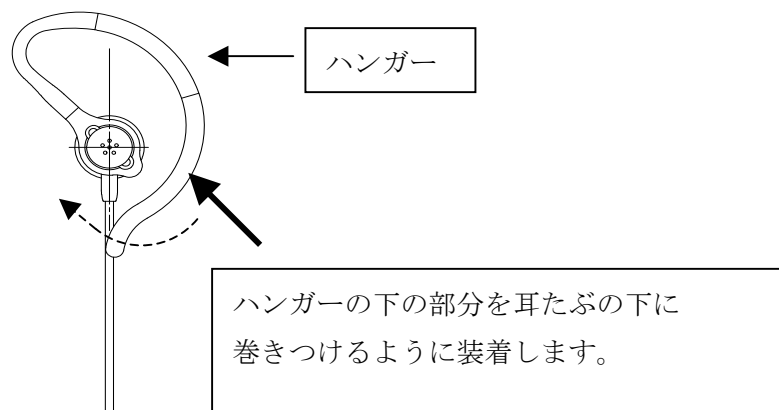 ハンガー
ハンガーの下の部分を耳たぶの下に
巻きつけるように装着します。